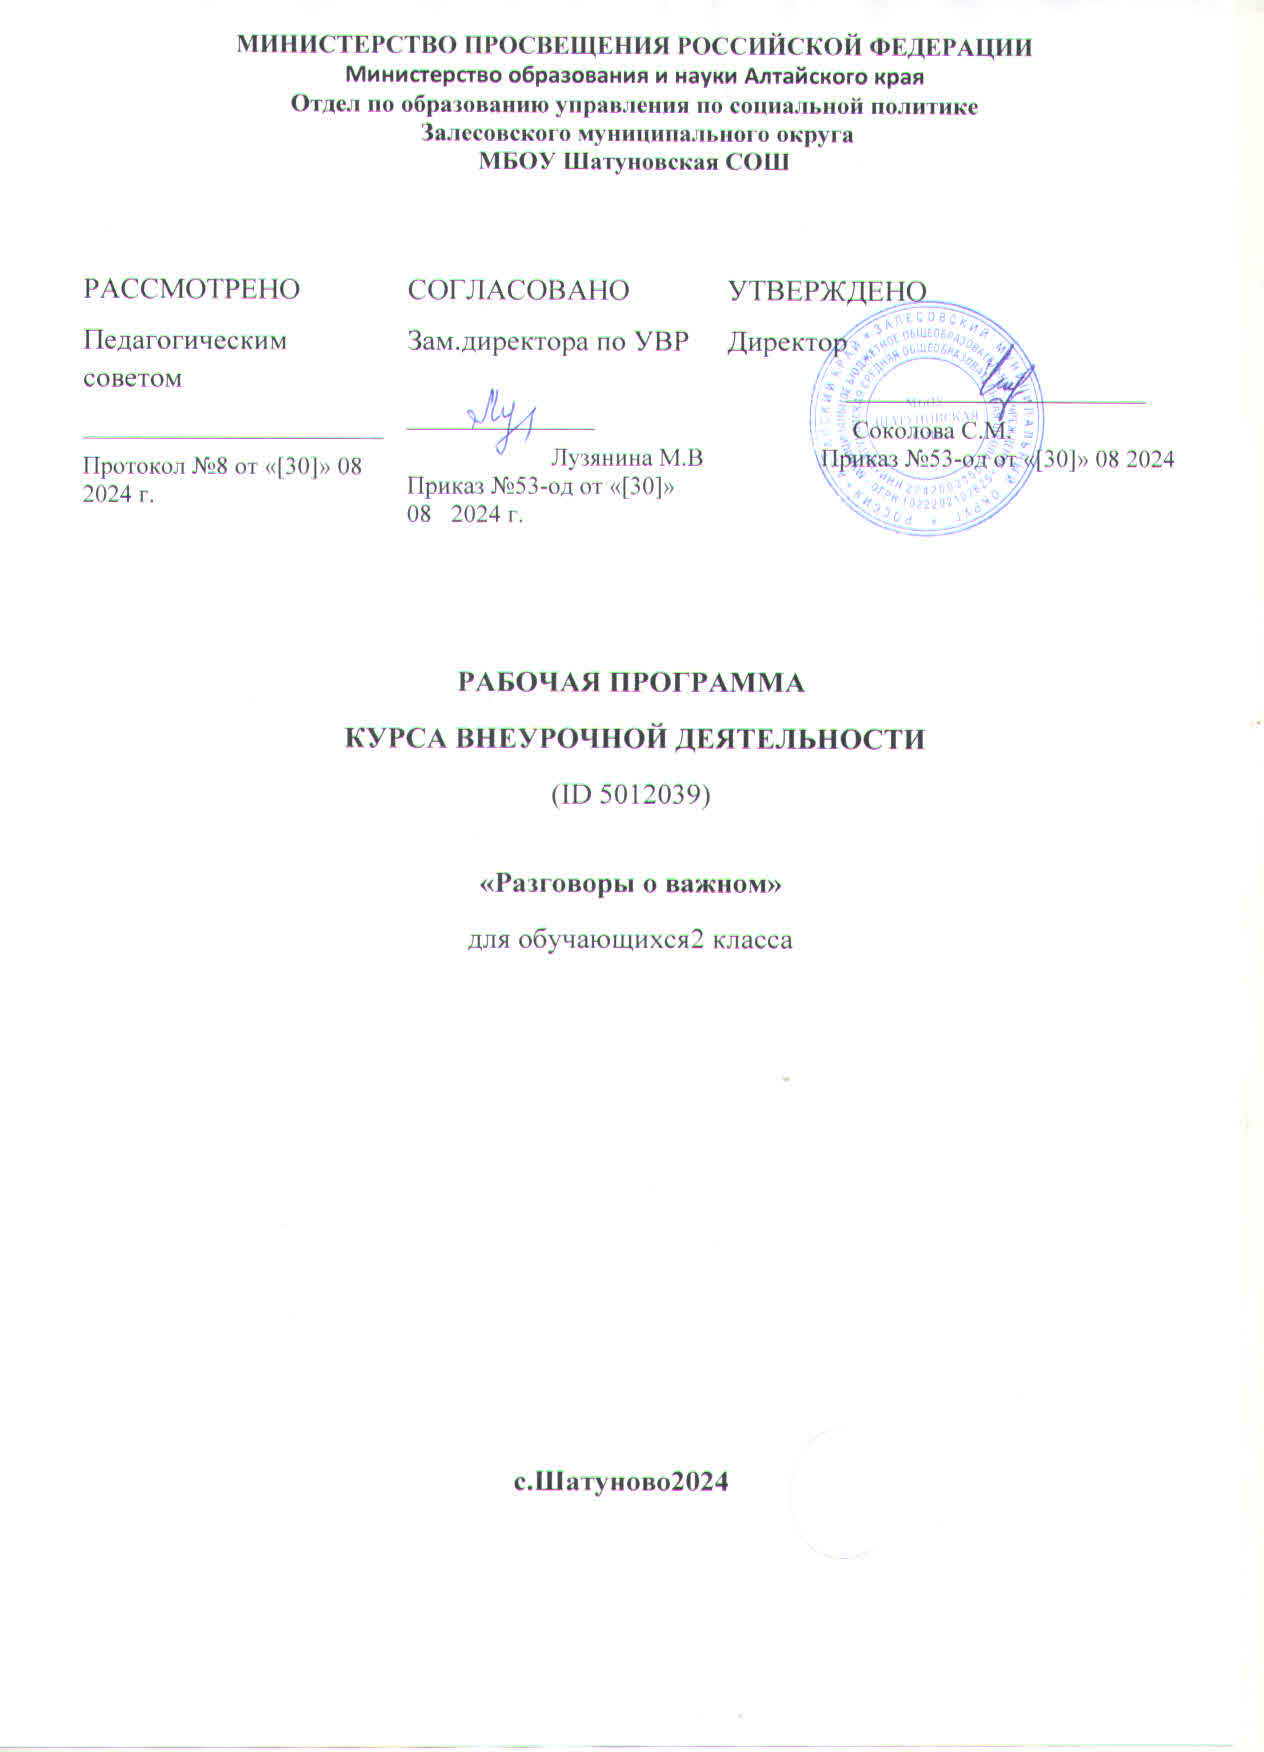 МИНИСТЕРСТВО ПРОСВЕЩЕНИЯ РОССИЙСКОЙ ФЕДЕРАЦИИ
Министерство образования и науки Алтайского края
Отдел по образованию управления по социальной политике
Залесовского муниципального округа
МБОУ Шатуновская СОШ
РАССМОТРЕНО
Педагогическим
советом
Протокол №8 от «[30]» 08
2024 г.
СОГЛАСОВАНО
Зам.директора по УВР
Лузянина М.В
Приказ №53-од от «[30]»
08 2024 г.
УТВЕРЖДЕНО
Директор
Соколова С.М.
Приказ №53-од от «[30]» 08 2024
РАБОЧАЯ ПРОГРАММА
КУРСА ВНЕУРОЧНОЙ ДЕЯТЕЛЬНОСТИ
(ID 5012039)
«Разговоры о важном»
для обучающихся2 класса
с.Шатуново2024